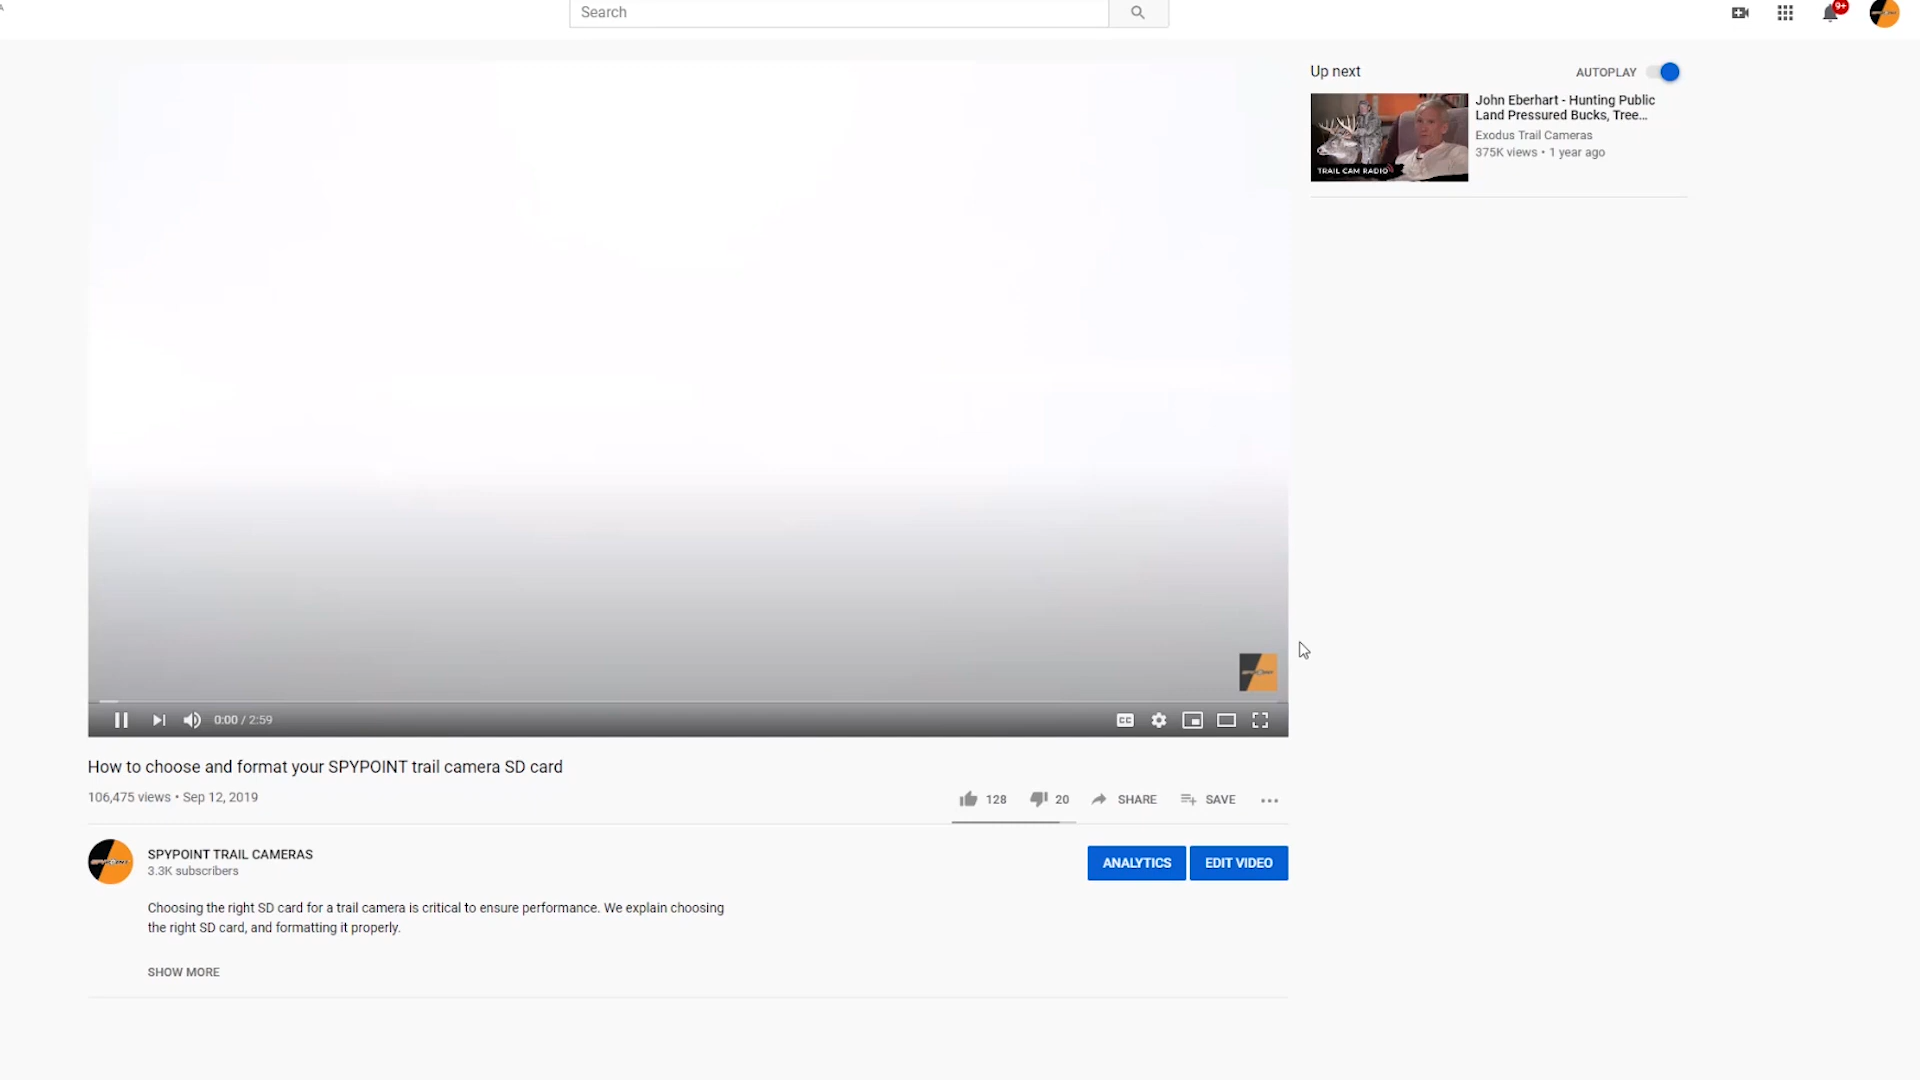 Search
9+
Up next
AUTOPLAY
John Eberhart - Hunting Public
Land Pressured Bucks, Tree...
Exodus Trail Cameras
375K views • 1 year ago
TRAIL CAM RADIO
CC
0:00 / 2:59
How to choose and format your SPYPOINT trail camera SD card
106,475 views • Sep 12, 2019
128
20
SHARE
SAVE
SPYPOINT TRAIL CAMERAS
3.3K subscribers
ANALYTICS
EDIT VIDEO
Choosing the right SD card for a trail camera is critical to ensure performance. We explain choosing
the right SD card, and formatting it properly.
SHOW MORE